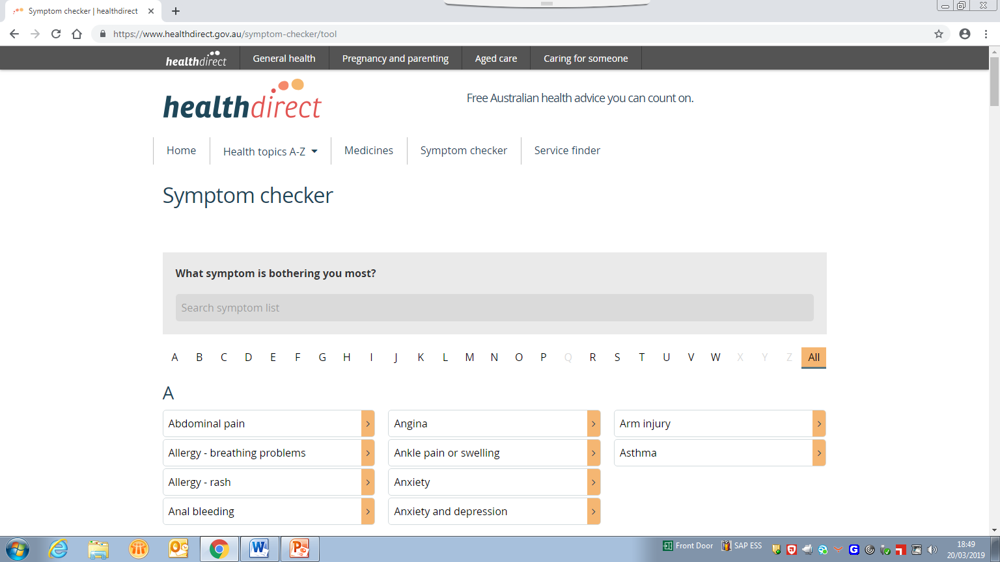 Symptom checker | healthdirect
https://www.healthdirect.gov.au/symptom-checker/tool
healthdirect General health Pregnancy and parenting Aged care Caring for someone
healthdirect
Free Australian health advice you can count on.
Home Health topics A-Z Medicines Symptom checker Service finder
Symptom checker
What symptom is bothering you most?
Search symptom list
A B C D E F G H I J K L M N O P Q R S T U V W X Y Z All
A
Abdominal pain Angina Arm injury
Allergy - breathing problems Ankle pain or swelling Asthma
Allergy - rash Anxiety
Anal bleeding Anxiety and depression
Front Door SAP ESS 18:49
20/03/2019